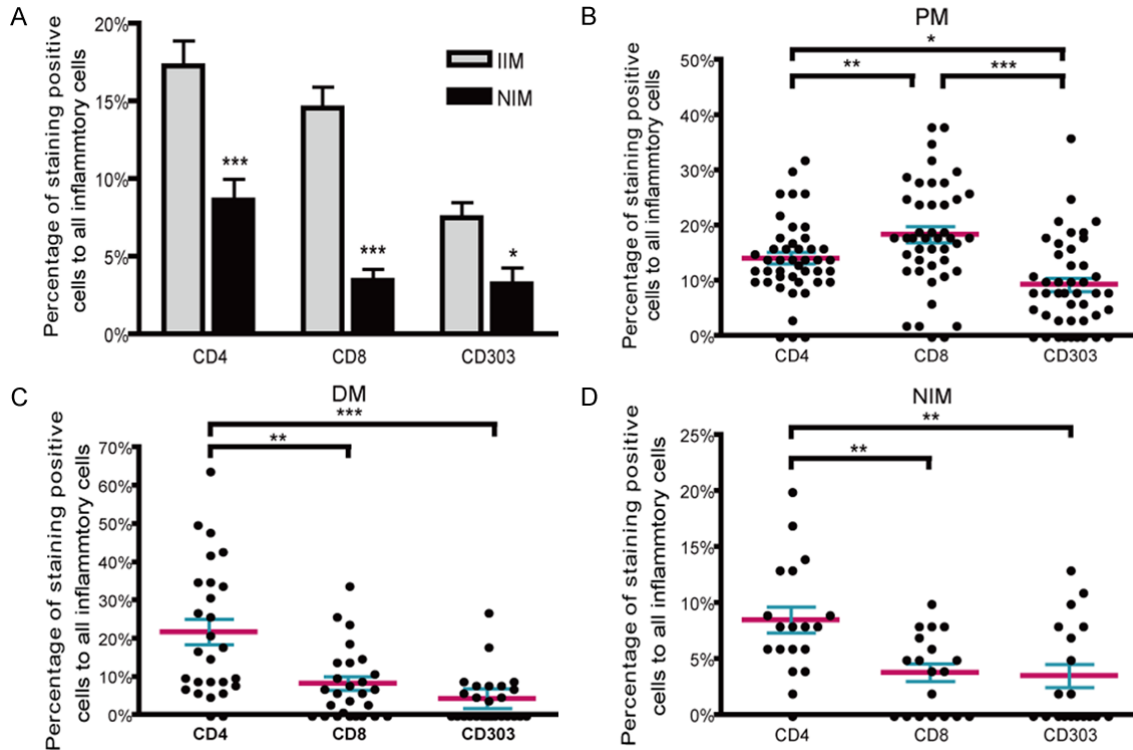 A
Percentage of staining positive
cells to all inflammtory cells
20%
15%
10%
5%
0%
IIM
NIM
***
***
*
CD4
CD8
CD303
B
PM
Percentage of staining positive
cells to all inflammtory cells
*
**
***
50%
40%
30%
20%
10%
0%
CD4
CD8
CD303
C
DM
Percentage of staining positive
cells to all inflammtory cells
***
**
70%
60%
50%
40%
30%
20%
10%
0%
CD4
CD8
CD303
D
NIM
Percentage of staining positive
cells to all inflammtory cells
**
**
25%
20%
15%
10%
5%
0%
CD4
CD8
CD303